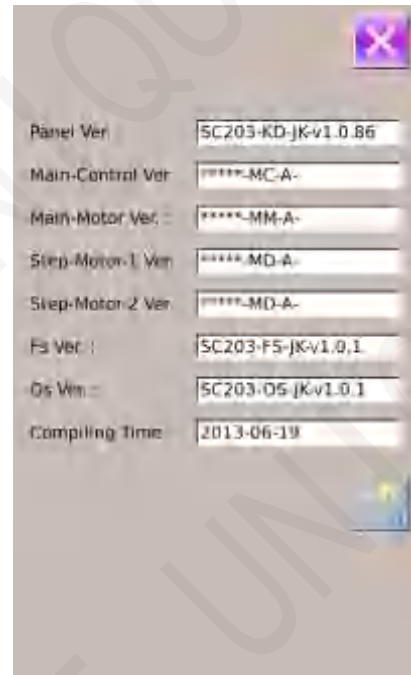 Panel Ver. SC203-KD-JK-v1.0.86
Main-Control Ver. *****-MC-A-
Main-Motor Ver. : *****-MM-A-
Step-Motor-1 Ver. *****-MD-A-
Step-Motor-2 Ver. *****-MD-A-
Fs Ver. : SC203-FS-JK-v1.0.1
Os Ver. : SC203-OS-JK-v1.0.1
Compiling Time 2013-06-19